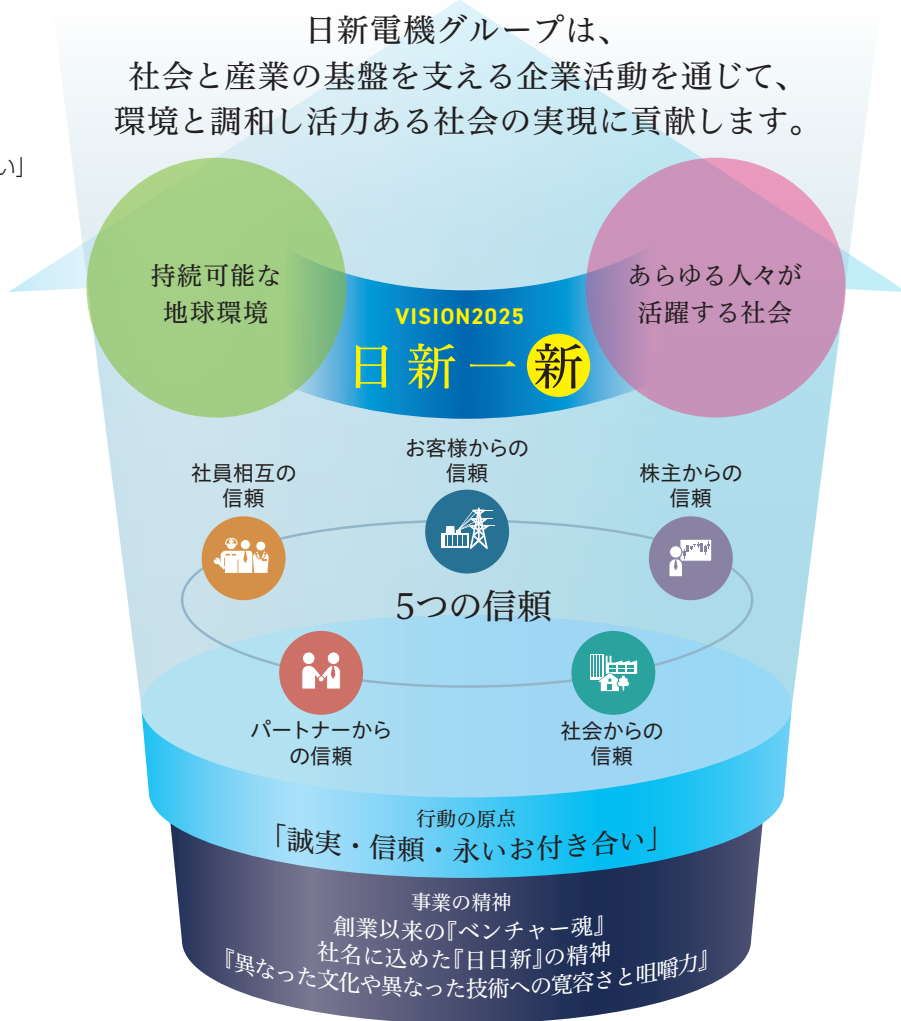 日新電機グループは、
社会と産業の基盤を支える企業活動を通じて、
環境と調和し活力ある社会の実現に貢献します。
い」
持続可能な
地球環境
あらゆる人々が
活躍する社会
VISION2025
日新一新
お客様からの
信頼
社員相互の
信頼
株主からの
信頼
5つの信頼
パートナーから
の信頼
社会からの
信頼
行動の原点
「誠実・信頼・永いお付き合い」
事業の精神
創業以来の『ベンチャー魂』
社名に込めた『日日新』の精神
『異なった文化や異なった技術への寛容さと咀嚼力』